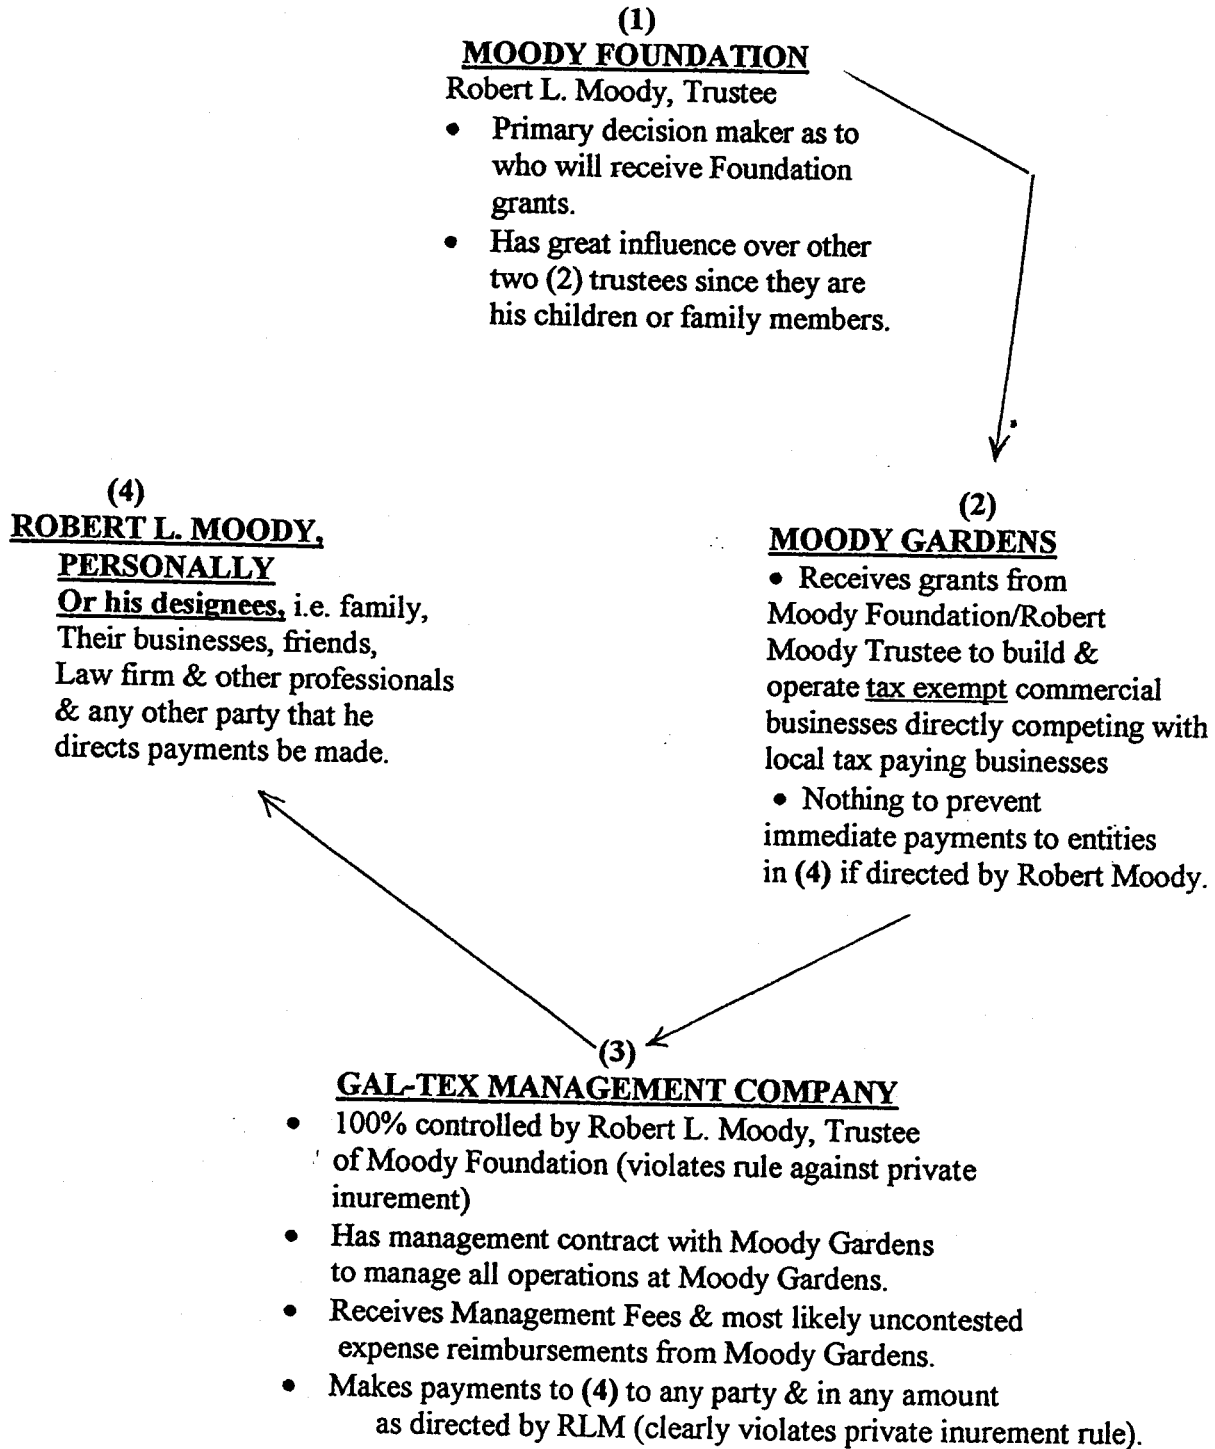 (1)
MOODY FOUNDATION
Robert L. Moody, Trustee
• Primary decision maker as to
who will receive Foundation
grants.
• Has great influence over other
two (2) trustees since they are
his children or family members.
(2)
MOODY GARDENS
• Receives grants from
Moody Foundation/Robert
Moody Trustee to build &
operate tax exempt commercial
businesses directly competing with
local tax paying businesses
• Nothing to prevent
immediate payments to entities
in (4) if directed by Robert Moody.
(3)
GAL-TEX MANAGEMENT COMPANY
• 100% controlled by Robert L. Moody, Trustee
of Moody Foundation (violates rule against private
inurement)
• Has management contract with Moody Gardens
to manage all operations at Moody Gardens.
• Receives Management Fees & most likely uncontested
expense reimbursements from Moody Gardens.
• Makes payments to (4) to any party & in any amount
as directed by RLM (clearly violates private inurement rule).
(4)
ROBERT L. MOODY,
PERSONALLY
Or his designees, i.e. family,
Their businesses, friends,
Law firm & other professionals
& any other party that he
directs payments be made.